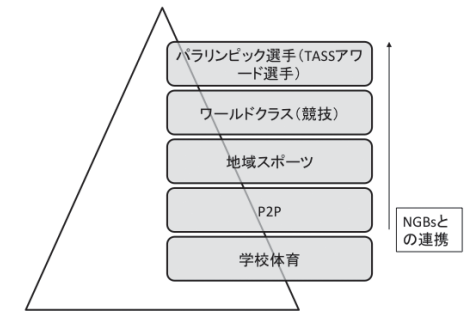 パラリンピック選手（TASSアワ
ード選手）
ワールドクラス（競技）
地域スポーツ
P2P
学校体育
NGBsと
の連携